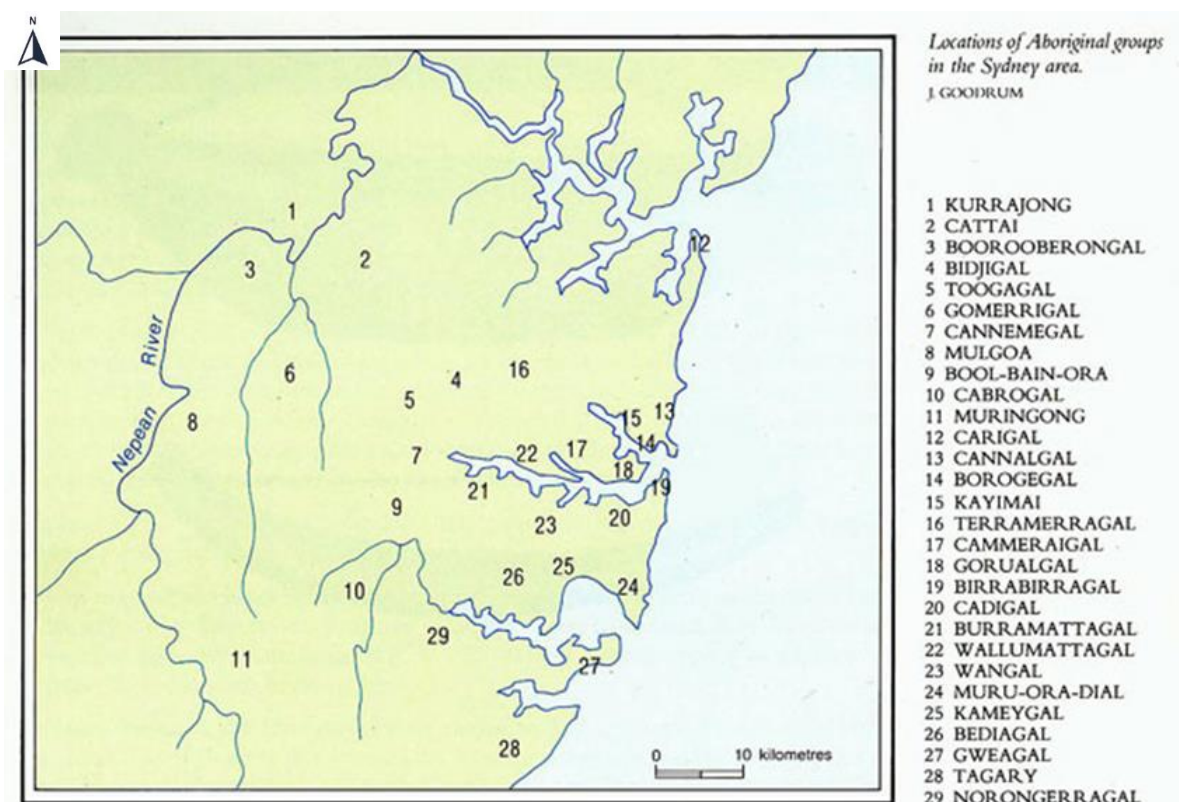 N
Locations of Aboriginal groups
in the Sydney area.
J. GOODRUM
1 KURRAJONG
2 CATTAI
3 BOOROOBERONGAL
4 BIDJIGAL
5 TOOGAGAL
6 GOMERRIGAL
7 CANNEMEGAL
8 MULGOA
9 BOOL-BAIN-ORA
10 CABROGAL
11 MURINGONG
12 CARIGAL
13 CANNALGAL
14 BOROGEGAL
15 KAYIMAI
16 TERRAMERRAGAL
17 CAMMERAIGAL
18 GORUALGAL
19 BIRRABIRRAGAL
20 CADIGAL
21 BURRAMATTAGAL
22 WALLUMATTAGAL
23 WANGAL
24 MURU-ORA-DIAL
25 KAMEYGAL
26 BEDIAGAL
27 GWEAGAL
28 TAGARY
29 NORONGERRAGAL
1
2
3
12
River
6
16
4
5
8
Nepean
15
13
14
7
22
17
18
21
19
9
23
20
25
26
24
10
29
11
27
28
0 10 kilometres